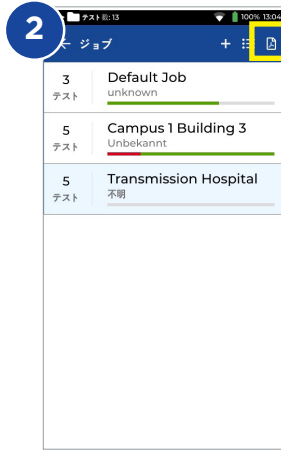 2
テスト 数: 13 100% 13:04
← ジョブ
3 Default Job
テスト unknown
5 Campus 1 Building 3
テスト Unbekannt
5 Transmission Hospital
テスト 不明